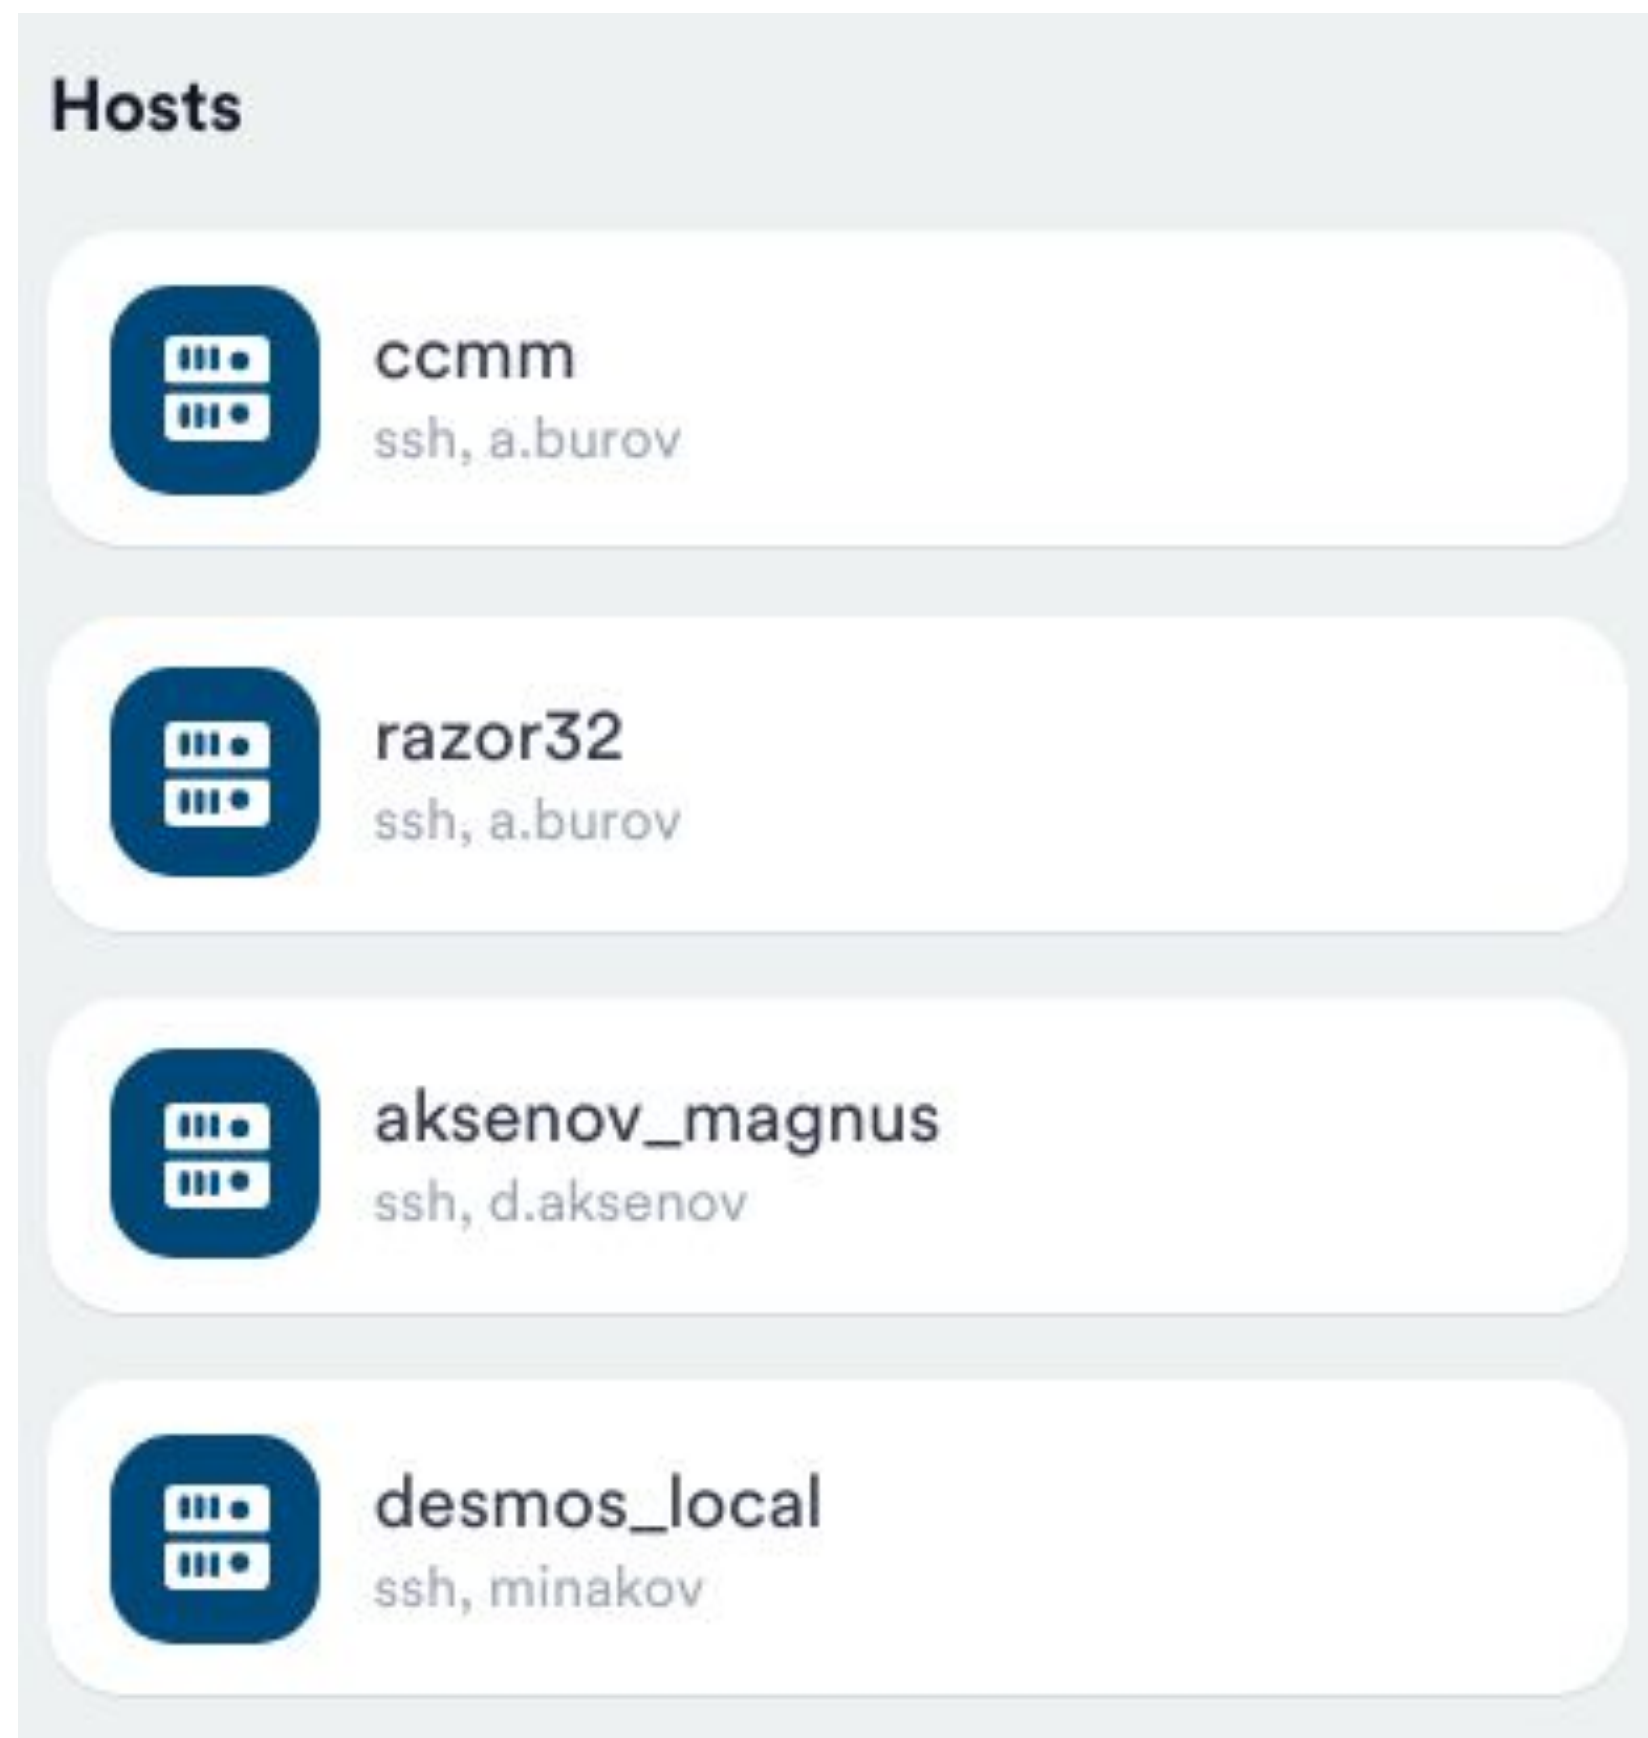 Hosts
ccmm
ssh, a.burov
razor32
ssh, a.burov
aksenov_magnus
ssh, d.aksenov
desmos_local
ssh, minakov